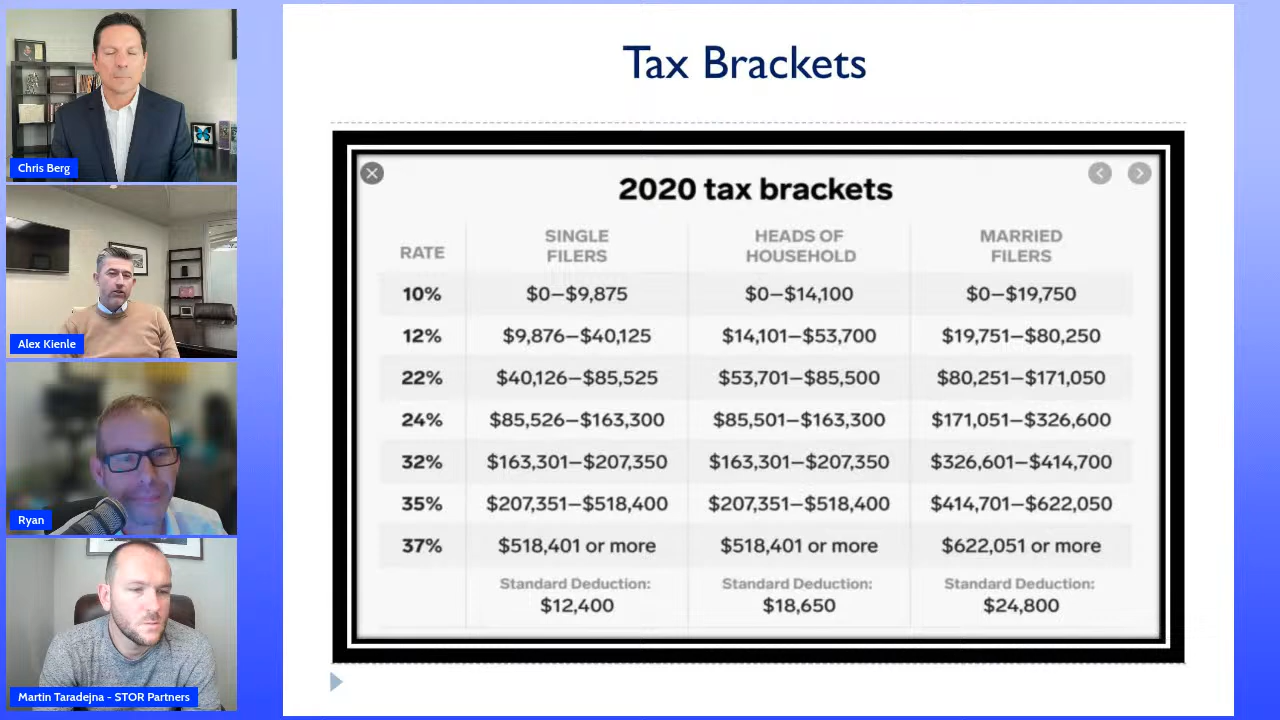 Chris Berg
Alex Kienle
Ryan
Martin Taradejna - STOR Partners
Tax Brackets
2020 tax brackets
RATE SINGLE FILERS HEADS OF HOUSEHOLD MARRIED FILERS
10% $0–$9,875 $0–$14,100 $0–$19,750
12% $9,876–$40,125 $14,101–$53,700 $19,751–$80,250
22% $40,126–$85,525 $53,701–$85,500 $80,251–$171,050
24% $85,526–$163,300 $85,501–$163,300 $171,051–$326,600
32% $163,301–$207,350 $163,301–$207,350 $326,601–$414,700
35% $207,351–$518,400 $207,351–$518,400 $414,701–$622,050
37% $518,401 or more $518,401 or more $622,051 or more
Standard Deduction: Standard Deduction: Standard Deduction:
$12,400 $18,650 $24,800